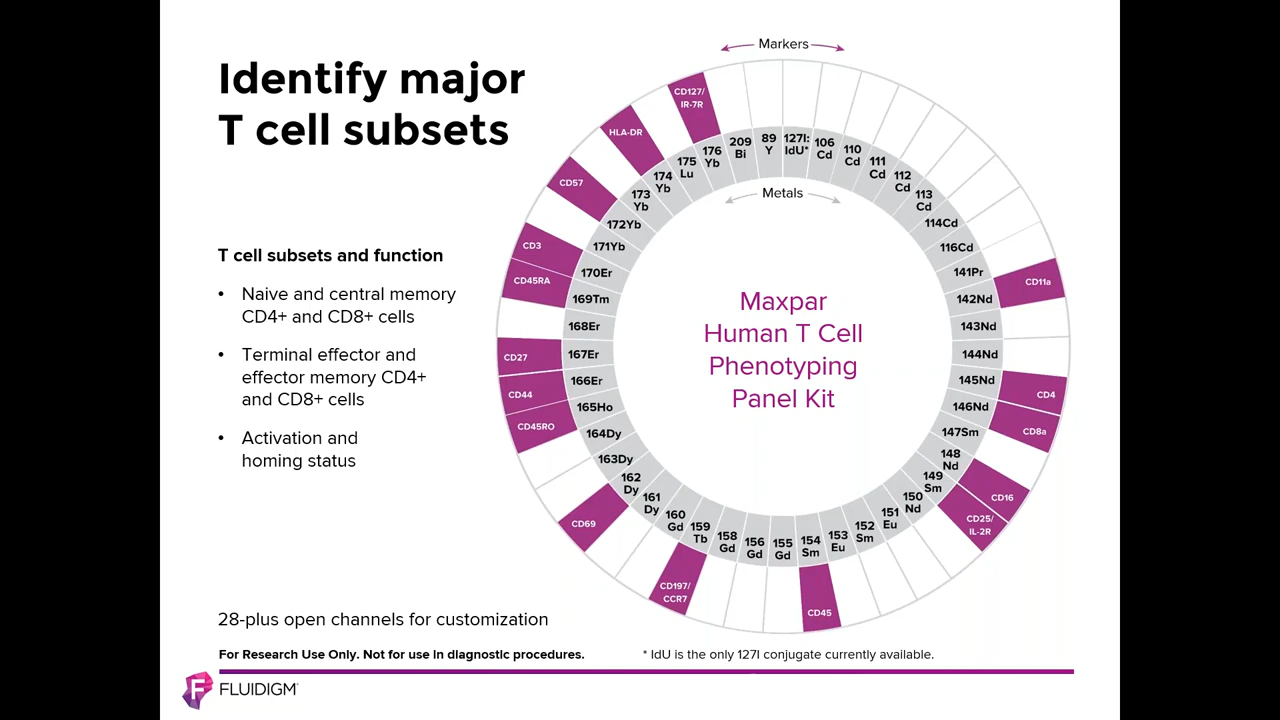 Identify major
T cell subsets
T cell subsets and function
• Naive and central memory
CD4+ and CD8+ cells
• Terminal effector and
effector memory CD4+
and CD8+ cells
• Activation and
homing status
28-plus open channels for customization
For Research Use Only. Not for use in diagnostic procedures.
FLUIDIGM
Markers
Metals
Maxpar
Human T Cell
Phenotyping
Panel Kit
127I:
IdU*
106
Cd
110
Cd
111
Cd
112
Cd
113
Cd
114Cd
116Cd
141Pr
142Nd
143Nd
144Nd
145Nd
146Nd
147Sm
148
Nd
149
Sm
150
Nd
151
Eu
152
Sm
153
Eu
154
Sm
155
Gd
156
Gd
158
Gd
159
Tb
160
Gd
161
Dy
162
Dy
163Dy
164Dy
165Ho
166Er
167Er
168Er
169Tm
170Er
171Yb
172Yb
173
Yb
174
Yb
175
Lu
176
Yb
209
Bi
89
Y
CD11a
CD4
CD8a
CD16
CD25/
IL-2R
CD45
CD197/
CCR7
CD69
CD45RO
CD44
CD27
CD45RA
CD3
CD57
HLA-DR
CD127/
IR-7R
* IdU is the only 127I conjugate currently available.